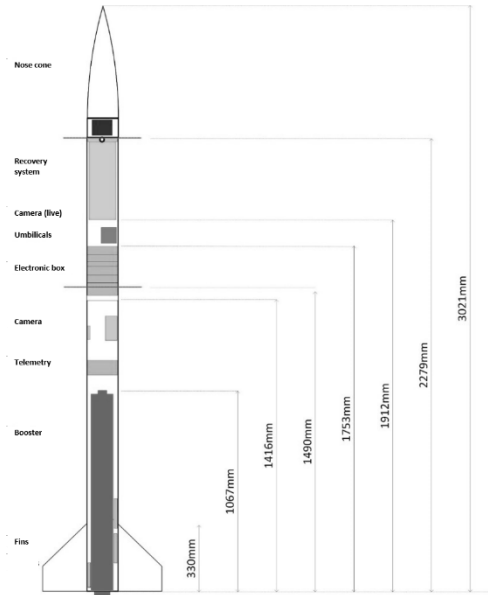 Nose cone
Recovery
system
Camera (live)
Umbilicals
Electronic box
Camera
Telemetry
Booster
Fins
330mm
1067mm
1416mm
1490mm
1753mm
1912mm
2279mm
3021mm